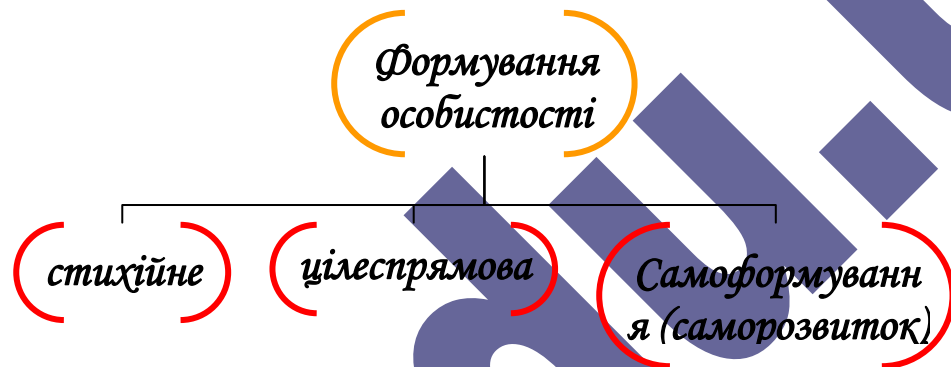 Формування
особистості
стихійне
цілеспрямова
Самоформуванн
я (саморозвиток)